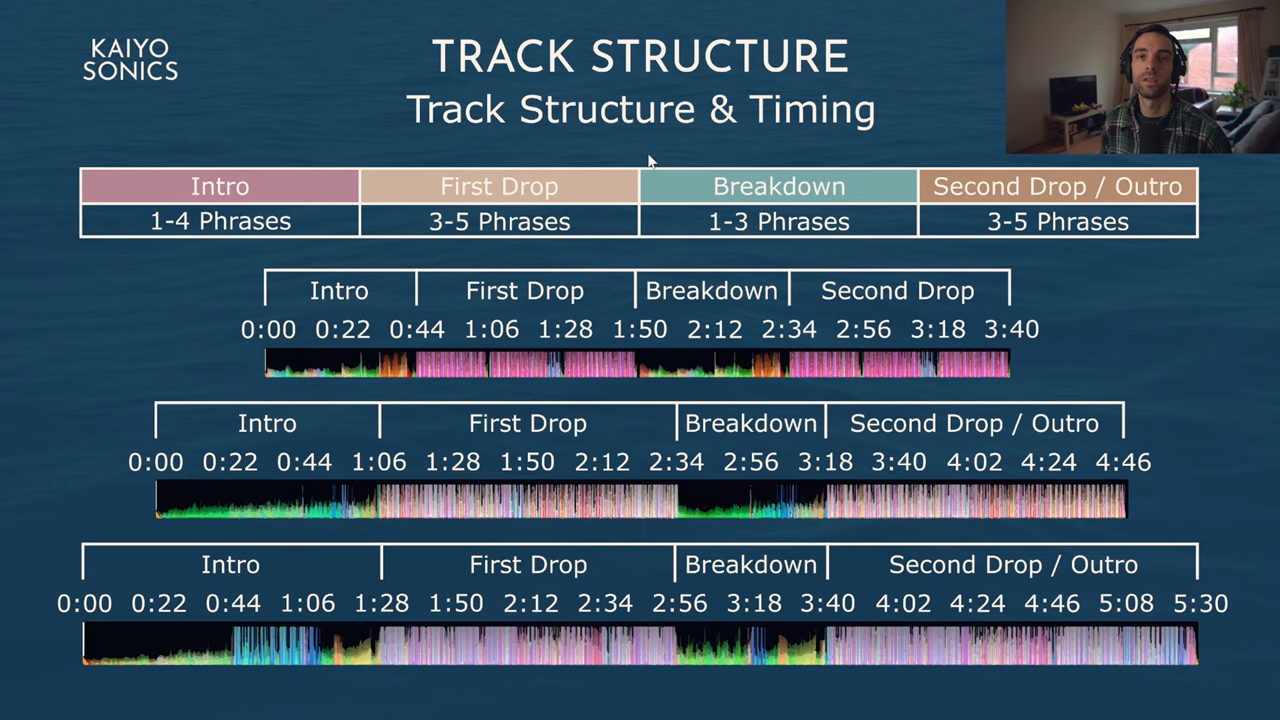 KAIYO
SONICS
TRACK STRUCTURE
Track Structure & Timing
Intro First Drop Breakdown Second Drop / Outro
1-4 Phrases 3-5 Phrases 1-3 Phrases 3-5 Phrases
Intro First Drop Breakdown Second Drop
0:00 0:22 0:44 1:06 1:28 1:50 2:12 2:34 2:56 3:18 3:40
Intro First Drop Breakdown Second Drop / Outro
0:00 0:22 0:44 1:06 1:28 1:50 2:12 2:34 2:56 3:18 3:40 4:02 4:24 4:46
Intro First Drop Breakdown Second Drop / Outro
0:00 0:22 0:44 1:06 1:28 1:50 2:12 2:34 2:56 3:18 3:40 4:02 4:24 4:46 5:08 5:30